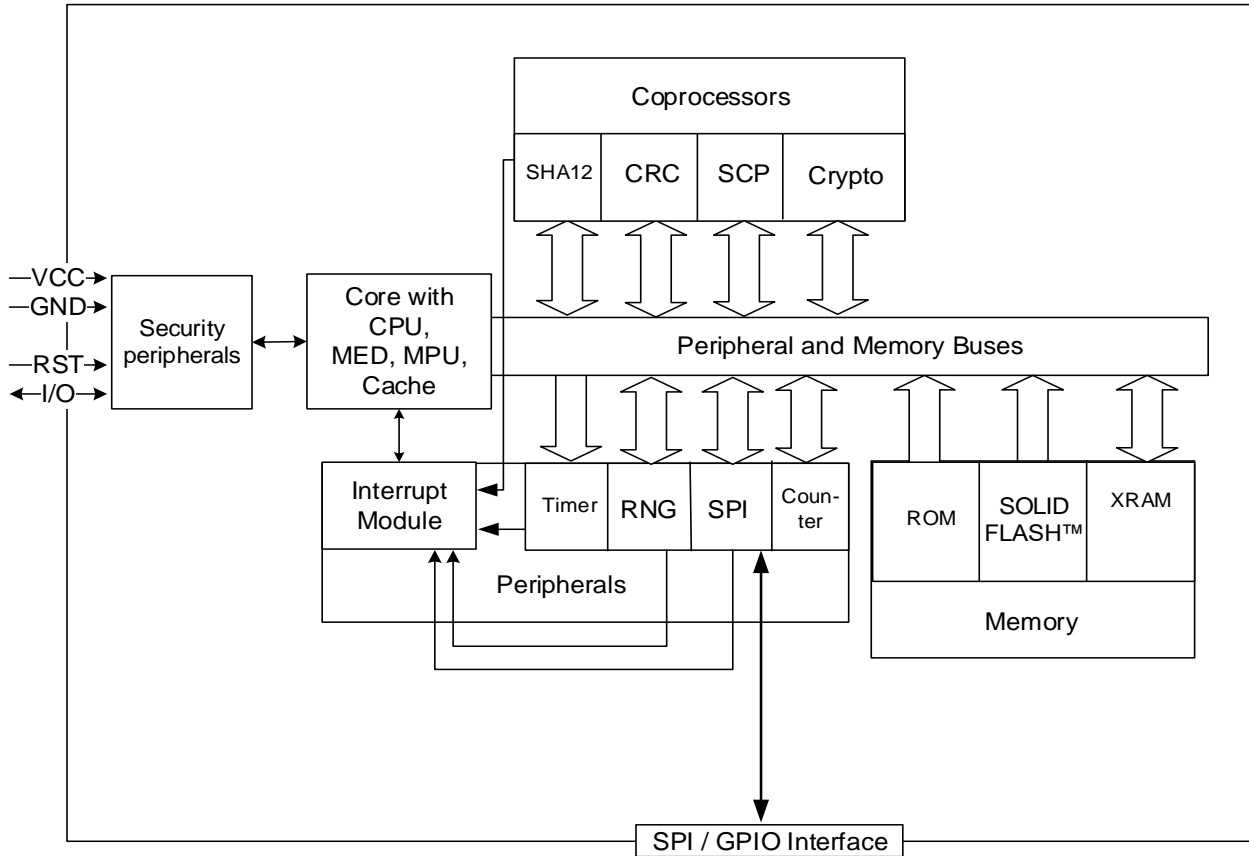 Coprocessors
SHA12
CRC
SCP
Crypto
VCC
GND
RST
I/O
Security
peripherals
Core with
CPU,
MED, MPU,
Cache
Peripheral and Memory Buses
Interrupt
Module
Timer
RNG
SPI
Coun-
ter
Peripherals
ROM
SOLID
FLASH™
XRAM
Memory
SPI / GPIO Interface